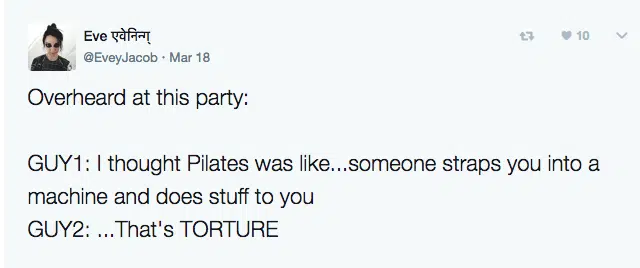 Eve एवेनिन्ग्
@EveyJacob · Mar 18
10
Overheard at this party:
GUY1: I thought Pilates was like...someone straps you into a
machine and does stuff to you
GUY2: ...That's TORTURE